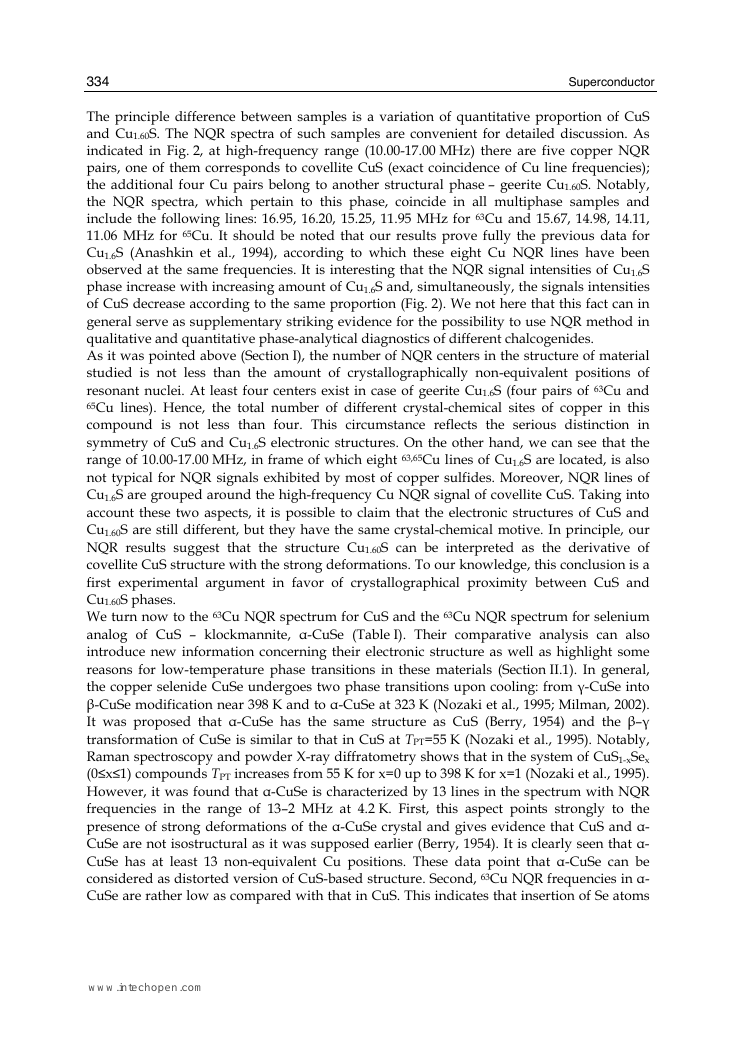 334
Superconductor
The principle difference between samples is a variation of quantitative proportion of CuS
and Cu1.60S. The NQR spectra of such samples are convenient for detailed discussion. As
indicated in Fig. 2, at high-frequency range (10.00-17.00 MHz) there are five copper NQR
pairs, one of them corresponds to covellite CuS (exact coincidence of Cu line frequencies);
the additional four Cu pairs belong to another structural phase – geerite Cu1.60S. Notably,
the NQR spectra, which pertain to this phase, coincide in all multiphase samples and
include the following lines: 16.95, 16.20, 15.25, 11.95 MHz for 63Cu and 15.67, 14.98, 14.11,
11.06 MHz for 65Cu. It should be noted that our results prove fully the previous data for
Cu1.6S (Anashkin et al., 1994), according to which these eight Cu NQR lines have been
observed at the same frequencies. It is interesting that the NQR signal intensities of Cu1.6S
phase increase with increasing amount of Cu1.6S and, simultaneously, the signals intensities
of CuS decrease according to the same proportion (Fig. 2). We not here that this fact can in
general serve as supplementary striking evidence for the possibility to use NQR method in
qualitative and quantitative phase-analytical diagnostics of different chalcogenides.
As it was pointed above (Section I), the number of NQR centers in the structure of material
studied is not less than the amount of crystallographically non-equivalent positions of
resonant nuclei. At least four centers exist in case of geerite Cu1.6S (four pairs of 63Cu and
65Cu lines). Hence, the total number of different crystal-chemical sites of copper in this
compound is not less than four. This circumstance reflects the serious distinction in
symmetry of CuS and Cu1.6S electronic structures. On the other hand, we can see that the
range of 10.00-17.00 MHz, in frame of which eight 63,65Cu lines of Cu1.6S are located, is also
not typical for NQR signals exhibited by most of copper sulfides. Moreover, NQR lines of
Cu1.6S are grouped around the high-frequency Cu NQR signal of covellite CuS. Taking into
account these two aspects, it is possible to claim that the electronic structures of CuS and
Cu1.60S are still different, but they have the same crystal-chemical motive. In principle, our
NQR results suggest that the structure Cu1.60S can be interpreted as the derivative of
covellite CuS structure with the strong deformations. To our knowledge, this conclusion is a
first experimental argument in favor of crystallographical proximity between CuS and
Cu1.60S phases.
We turn now to the 63Cu NQR spectrum for CuS and the 63Cu NQR spectrum for selenium
analog of CuS – klockmannite, α-CuSe (Table I). Their comparative analysis can also
introduce new information concerning their electronic structure as well as highlight some
reasons for low-temperature phase transitions in these materials (Section II.1). In general,
the copper selenide CuSe undergoes two phase transitions upon cooling: from γ-CuSe into
β-CuSe modification near 398 K and to α-CuSe at 323 K (Nozaki et al., 1995; Milman, 2002).
It was proposed that α-CuSe has the same structure as CuS (Berry, 1954) and the β–γ
transformation of CuSe is similar to that in CuS at TPT=55 K (Nozaki et al., 1995). Notably,
Raman spectroscopy and powder X-ray diffratometry shows that in the system of CuS1-xSex
(0≤x≤1) compounds TPT increases from 55 K for x=0 up to 398 K for x=1 (Nozaki et al., 1995).
However, it was found that α-CuSe is characterized by 13 lines in the spectrum with NQR
frequencies in the range of 13–2 MHz at 4.2 K. First, this aspect points strongly to the
presence of strong deformations of the α-CuSe crystal and gives evidence that CuS and α-
CuSe are not isostructural as it was supposed earlier (Berry, 1954). It is clearly seen that α-
CuSe has at least 13 non-equivalent Cu positions. These data point that α-CuSe can be
considered as distorted version of CuS-based structure. Second, 63Cu NQR frequencies in α-
CuSe are rather low as compared with that in CuS. This indicates that insertion of Se atoms
www.intechopen.com